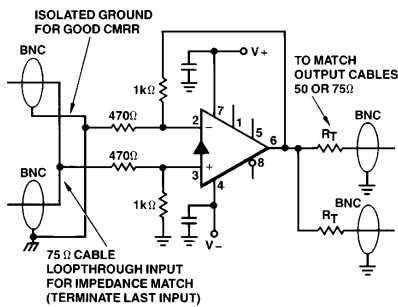 ISOLATED GROUND
FOR GOOD CMRR
BNC
V+
1kΩ
TO MATCH
OUTPUT CABLES
50 OR 75Ω
470Ω
7
2
–
1
5
BNC
RT
6
470Ω
+
3
8
4
BNC
1kΩ
BNC
RT
V–
75 Ω CABLE
LOOPTHROUGH INPUT
FOR IMPEDANCE MATCH
(TERMINATE LAST INPUT)